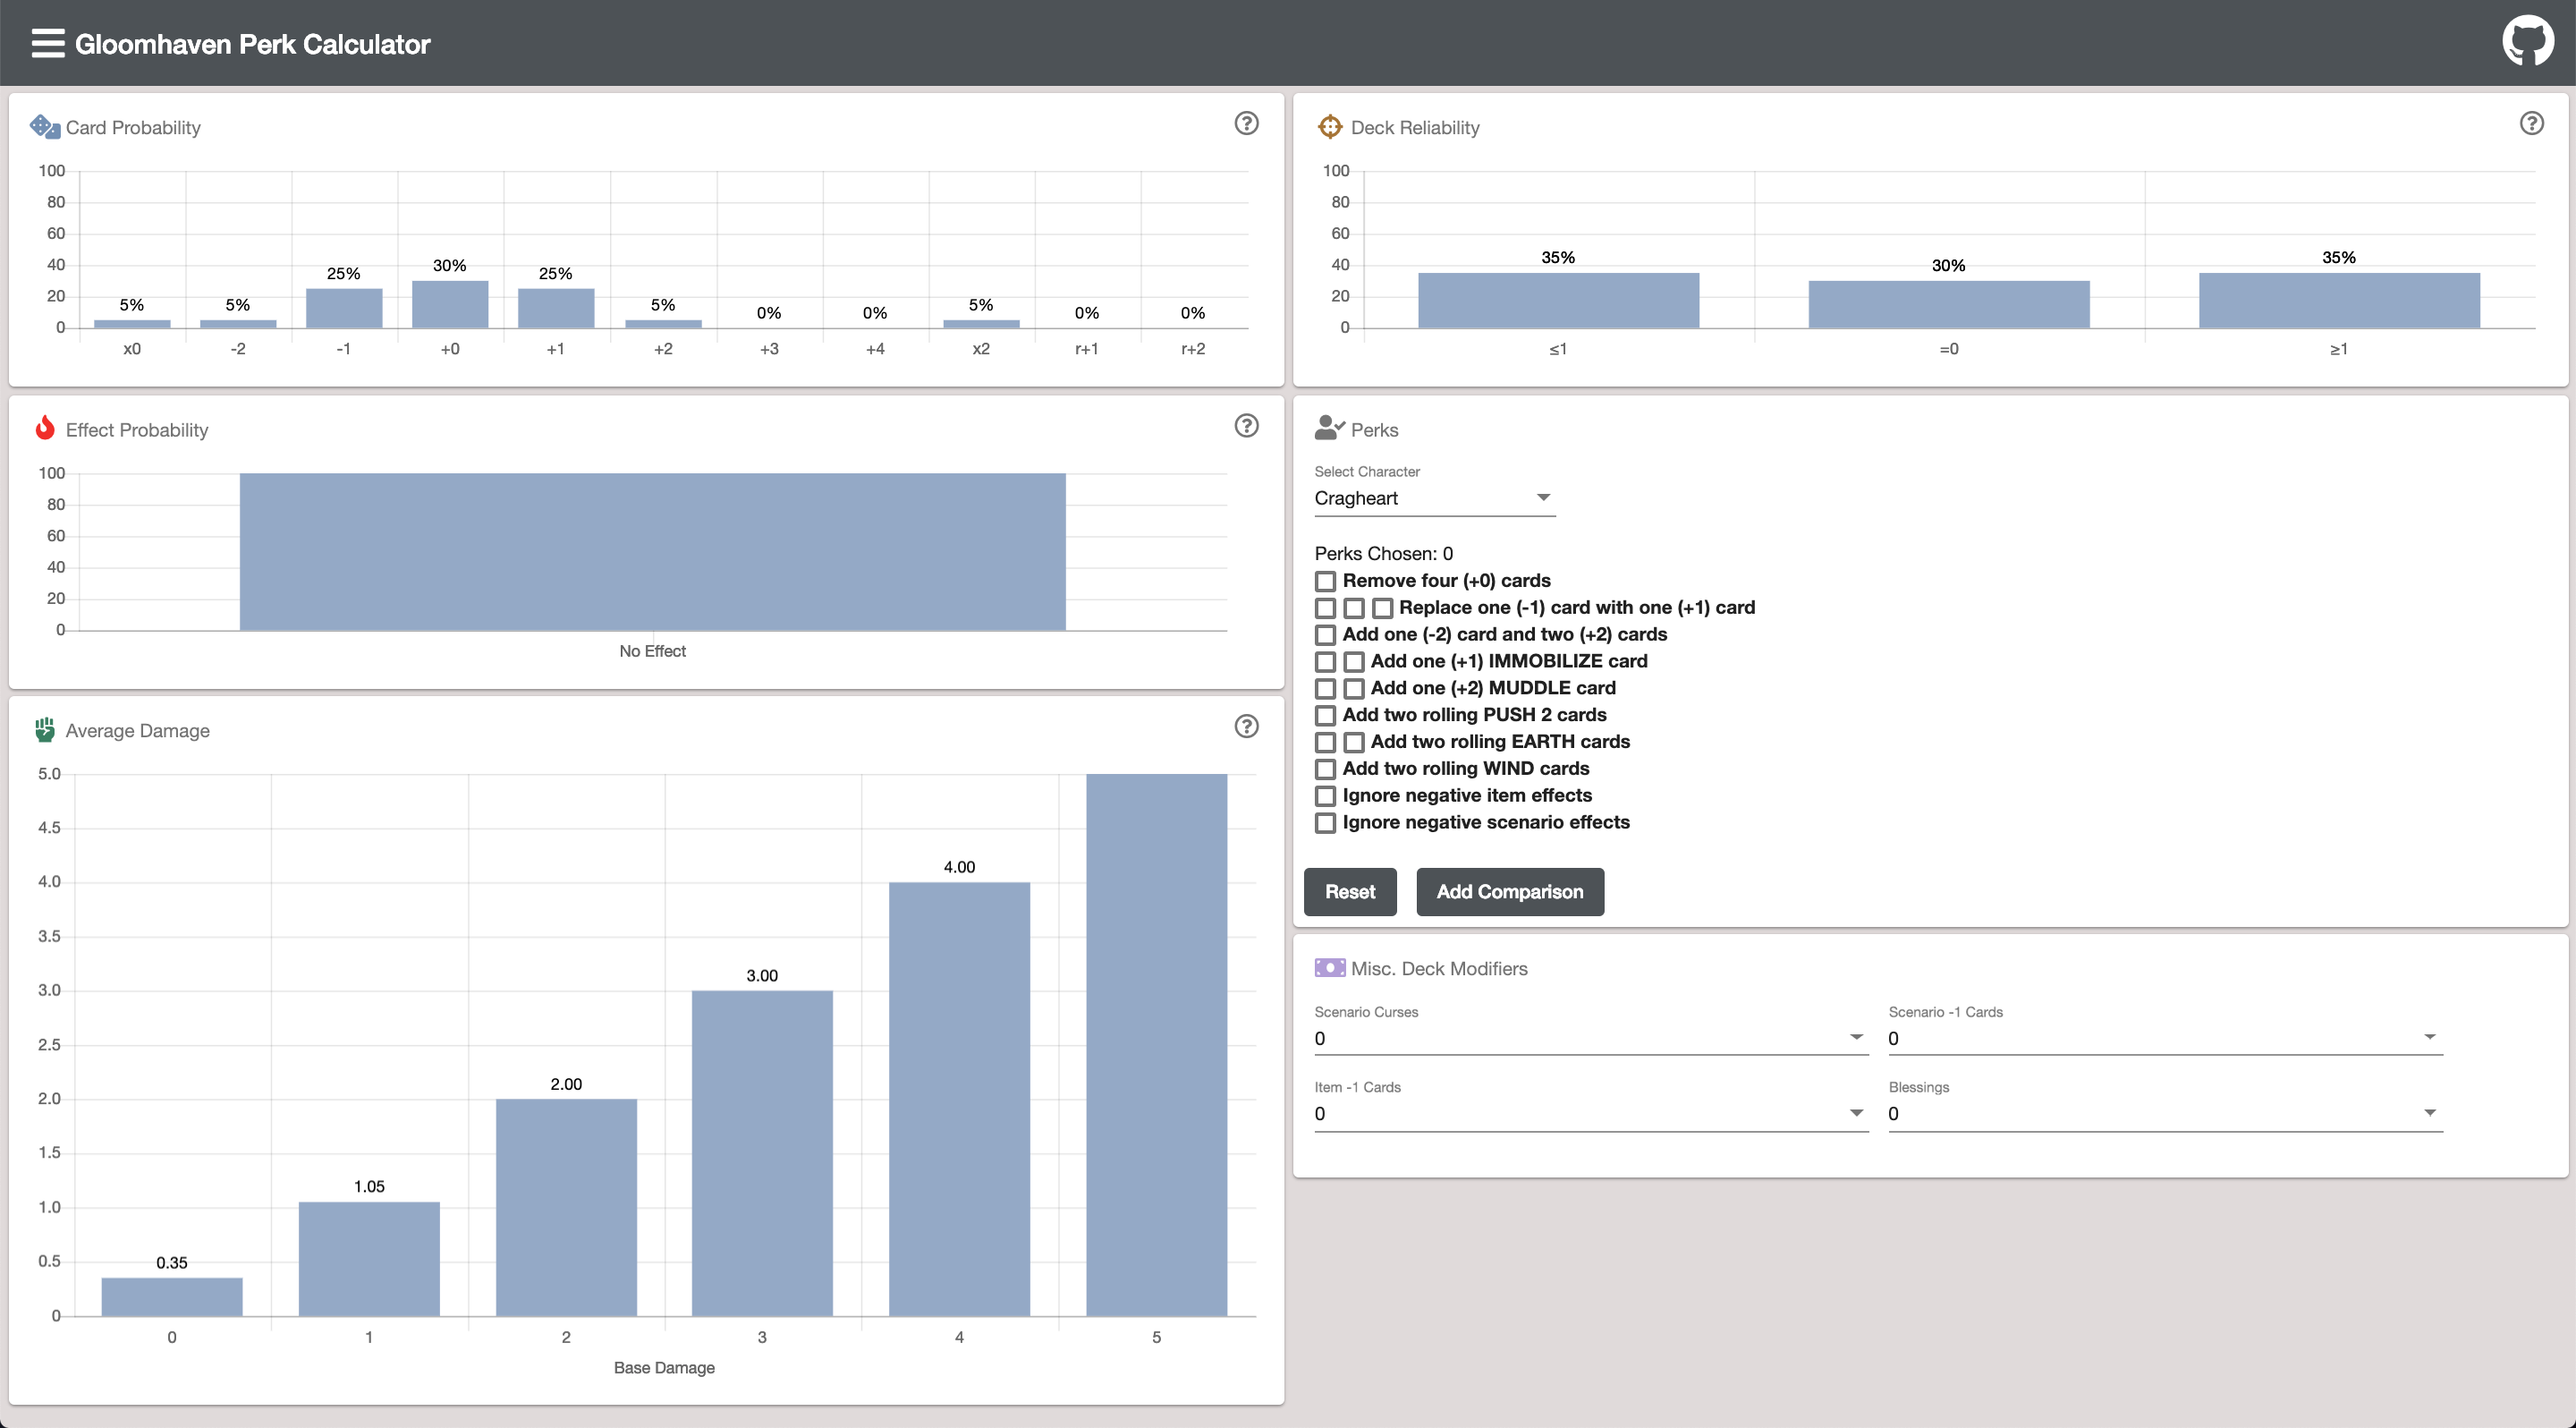 Gloomhaven Perk Calculator
Card Probability
100
80
60
40
20
0
5%
5%
25%
30%
25%
5%
0%
0%
5%
0%
0%
x0
-2
-1
+0
+1
+2
+3
+4
x2
r+1
r+2
Deck Reliability
100
80
60
40
20
0
35%
30%
35%
≤1
=0
≥1
Effect Probability
100
80
60
40
20
0
No Effect
Average Damage
5.0
4.5
4.0
3.5
3.0
2.5
2.0
1.5
1.0
0.5
0
0.35
1.05
2.00
3.00
4.00
0
1
2
3
4
5
Base Damage
Perks
Select Character
Cragheart
Perks Chosen: 0
Remove four (+0) cards
Replace one (-1) card with one (+1) card
Add one (-2) card and two (+2) cards
Add one (+1) IMMOBILIZE card
Add one (+2) MUDDLE card
Add two rolling PUSH 2 cards
Add two rolling EARTH cards
Add two rolling WIND cards
Ignore negative item effects
Ignore negative scenario effects
Reset
Add Comparison
Misc. Deck Modifiers
Scenario Curses
0
Scenario -1 Cards
0
Item -1 Cards
0
Blessings
0